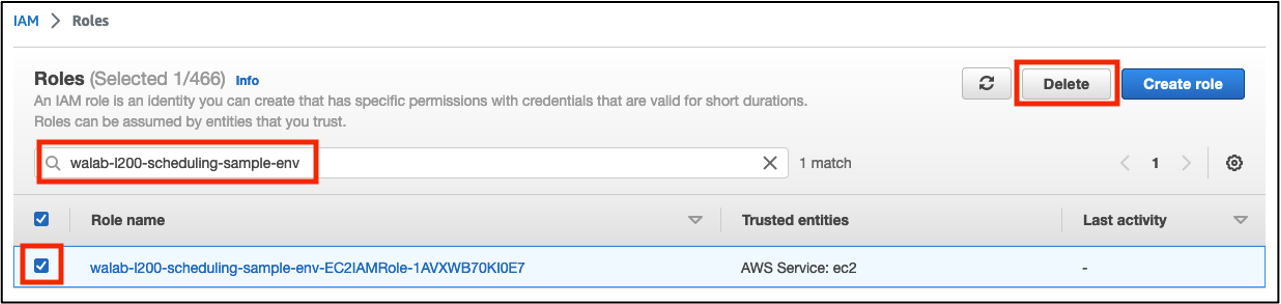 IAM > Roles
Roles (Selected 1/466) Info
Delete
Create role
An IAM role is an identity you can create that has specific permissions with credentials that are valid for short durations.
Roles can be assumed by entities that you trust.
walab-l200-scheduling-sample-env
1 match
1
Role name
Trusted entities
Last activity
walab-l200-scheduling-sample-env-EC2IAMRole-1AVXWB70KI0E7
AWS Service: ec2
-